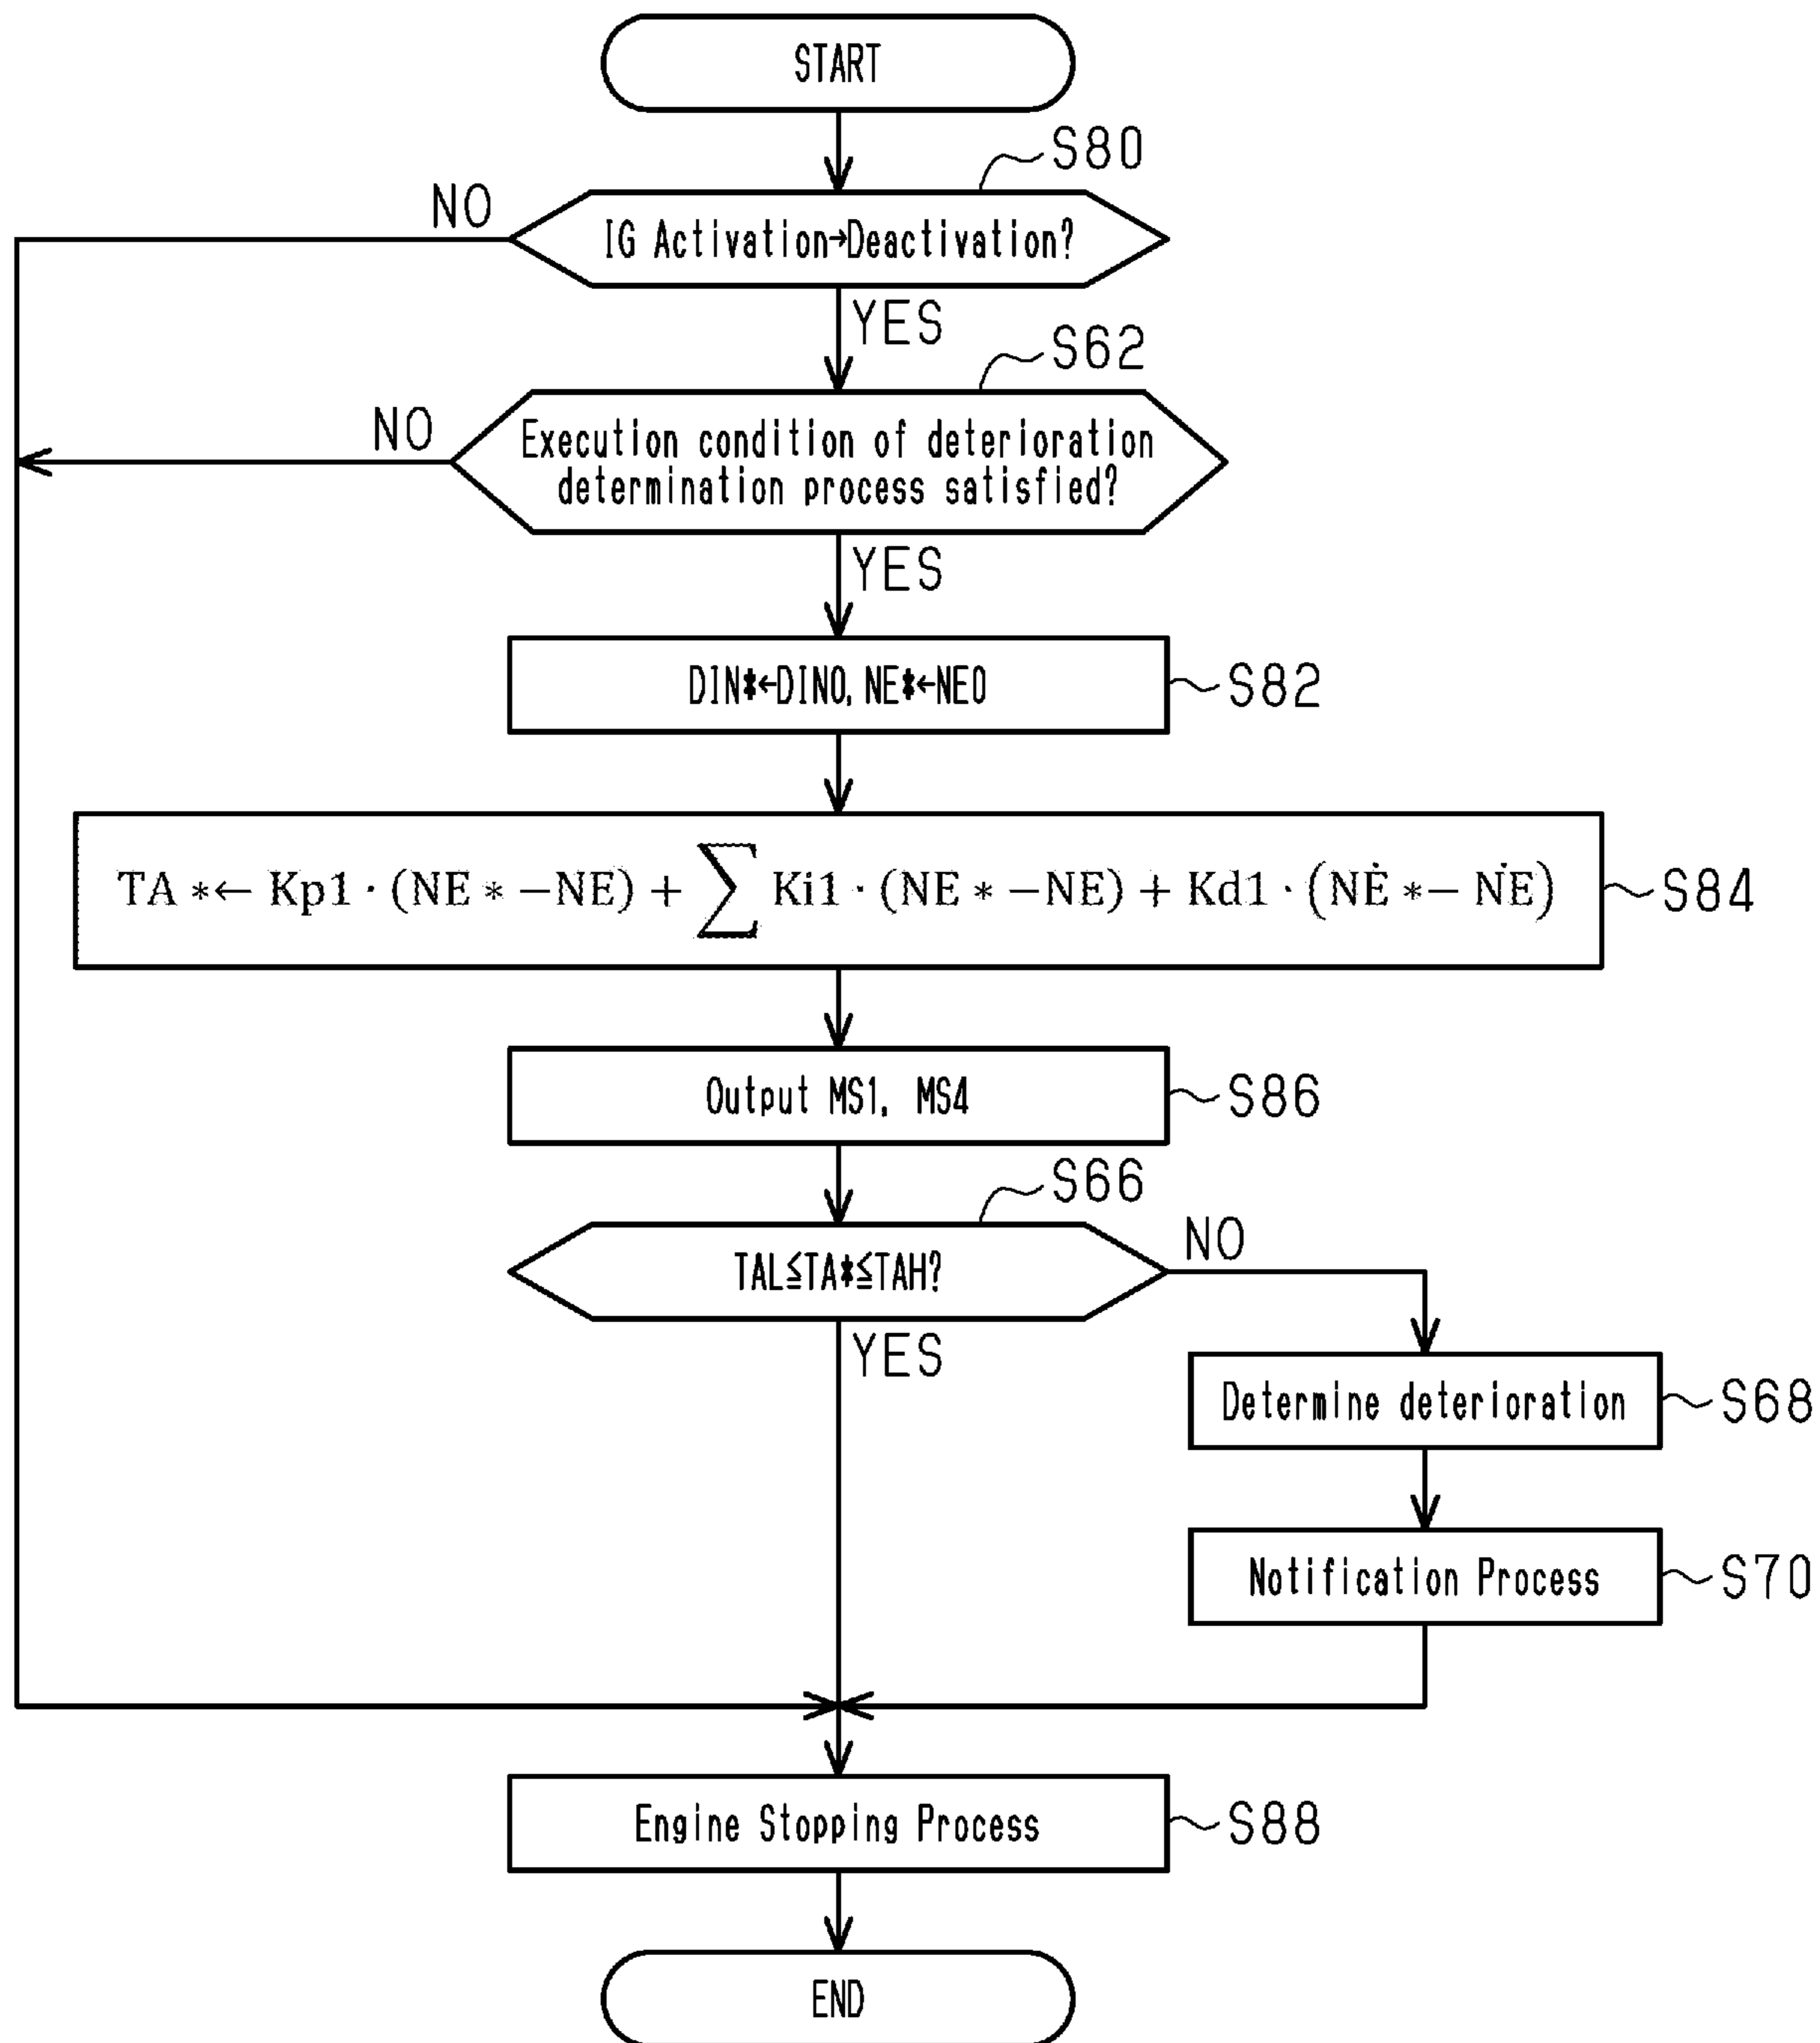 START
S80
NO
IG Activation→Deactivation?
YES
S62
NO
Execution condition of deterioration
determination process satisfied?
YES
DIN*←DIN0, NE*←NE0
S82
TA *← Kp1 · (NE * −NE) + ∑ Ki1 · (NE * −NE) + Kd1 · (NĖ *− NĖ)
S84
Output MS1, MS4
S86
S66
NO
TAL≦TA*≦TAH?
YES
Determine deterioration
S68
Notification Process
S70
Engine Stopping Process
S88
END